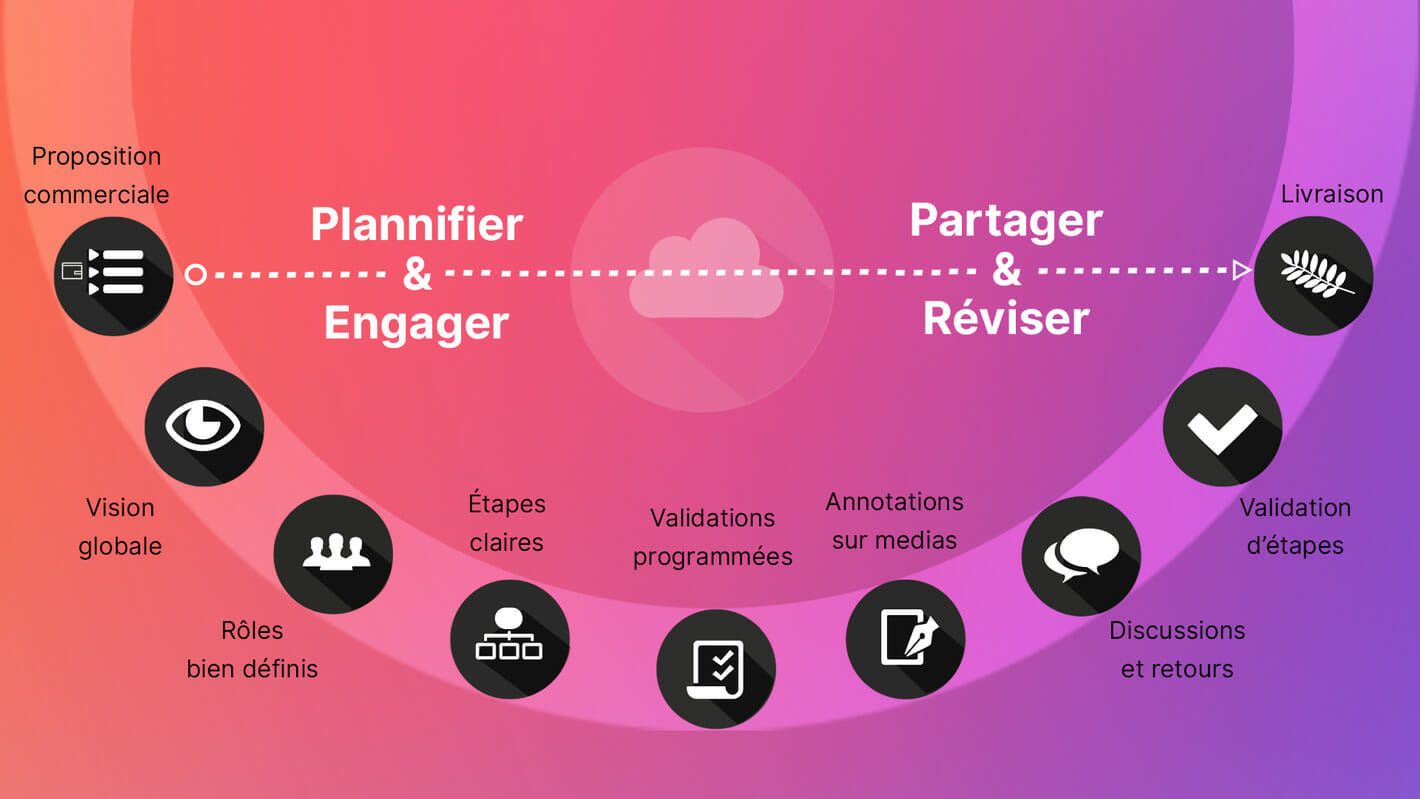 Proposition
commerciale
Plannifier
&
Engager
Partager
&
Réviser
Livraison
Vision
globale
Rôles
bien définis
Étapes
claires
Validations
programmées
Annotations
sur medias
Discussions
et retours
Validation
d’étapes